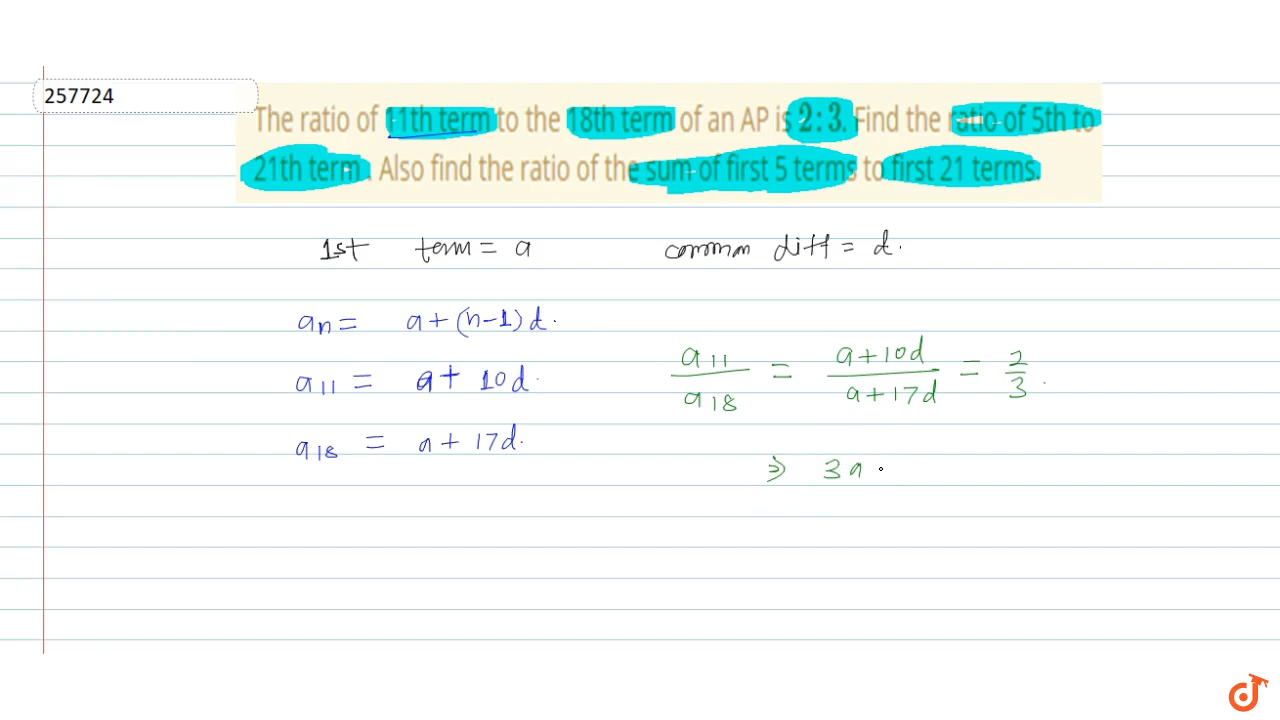 257724
The ratio of 11th term to the 18th term of an AP is 2:3. Find the ratio of 5th to
21th term . Also find the ratio of the sum of first 5 terms to first 21 terms.
1st term = a common diff = d.
an = a + (n-1)d.
a11 = a + 10d.
a18 = a + 17d.
a11/a18 = (a+10d)/(a+17d) = 2/3.
⇒ 3a